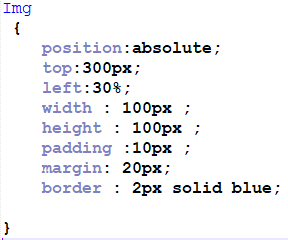 Img
{
position:absolute;
top:300px;
left:30%;
width : 100px ;
height : 100px ;
padding :10px ;
margin: 20px;
border : 2px solid blue;
}